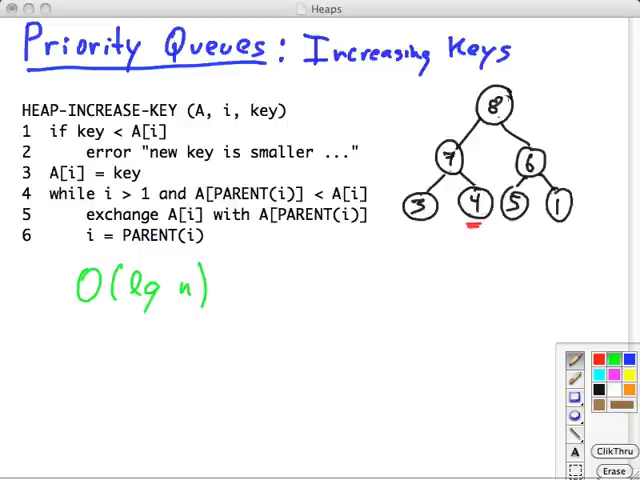 Heaps
Priority Queues: Increasing Keys
HEAP-INCREASE-KEY (A, i, key)
1 if key < A[i]
2 error "new key is smaller ..."
3 A[i] = key
4 while i > 1 and A[PARENT(i)] < A[i]
5 exchange A[i] with A[PARENT(i)]
6 i = PARENT(i)
8
7 6
3 4 5 1
O(lg n)
A
ClikThru
Erase